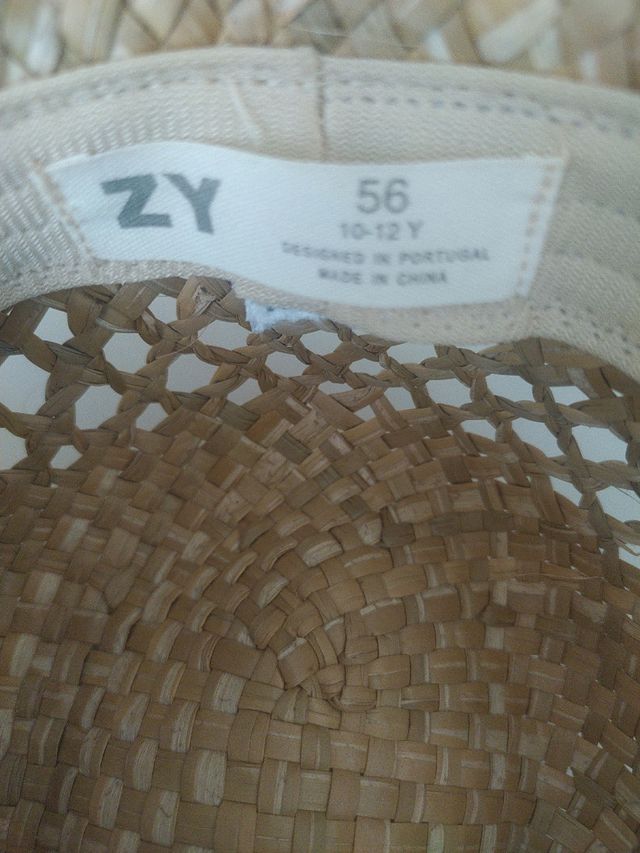 ZY
56
10-12 Y
DESIGNED IN PORTUGAL
MADE IN CHINA